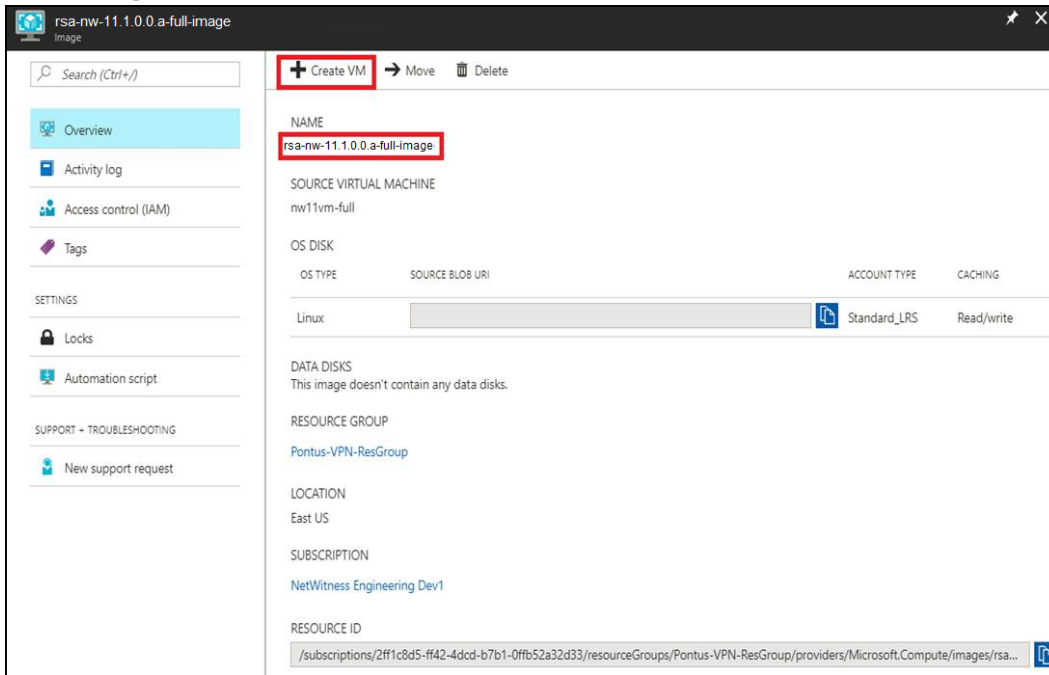 rsa-nw-11.1.0.0.a-full-image
Image
Search (Ctrl+/)
Overview
Activity log
Access control (IAM)
Tags
SETTINGS
Locks
Automation script
SUPPORT + TROUBLESHOOTING
New support request
Create VM Move Delete
NAME
rsa-nw-11.1.0.0.a-full-image
SOURCE VIRTUAL MACHINE
nw11vm-full
OS DISK
OS TYPE SOURCE BLOB URI ACCOUNT TYPE CACHING
Linux Standard_LRS Read/write
DATA DISKS
This image doesn't contain any data disks.
RESOURCE GROUP
Pontus-VPN-ResGroup
LOCATION
East US
SUBSCRIPTION
NetWitness Engineering Dev1
RESOURCE ID
/subscriptions/2ff1c8d5-ff42-4dcd-b7b1-0ffb52a32d33/resourceGroups/Pontus-VPN-ResGroup/providers/Microsoft.Compute/images/rsa...